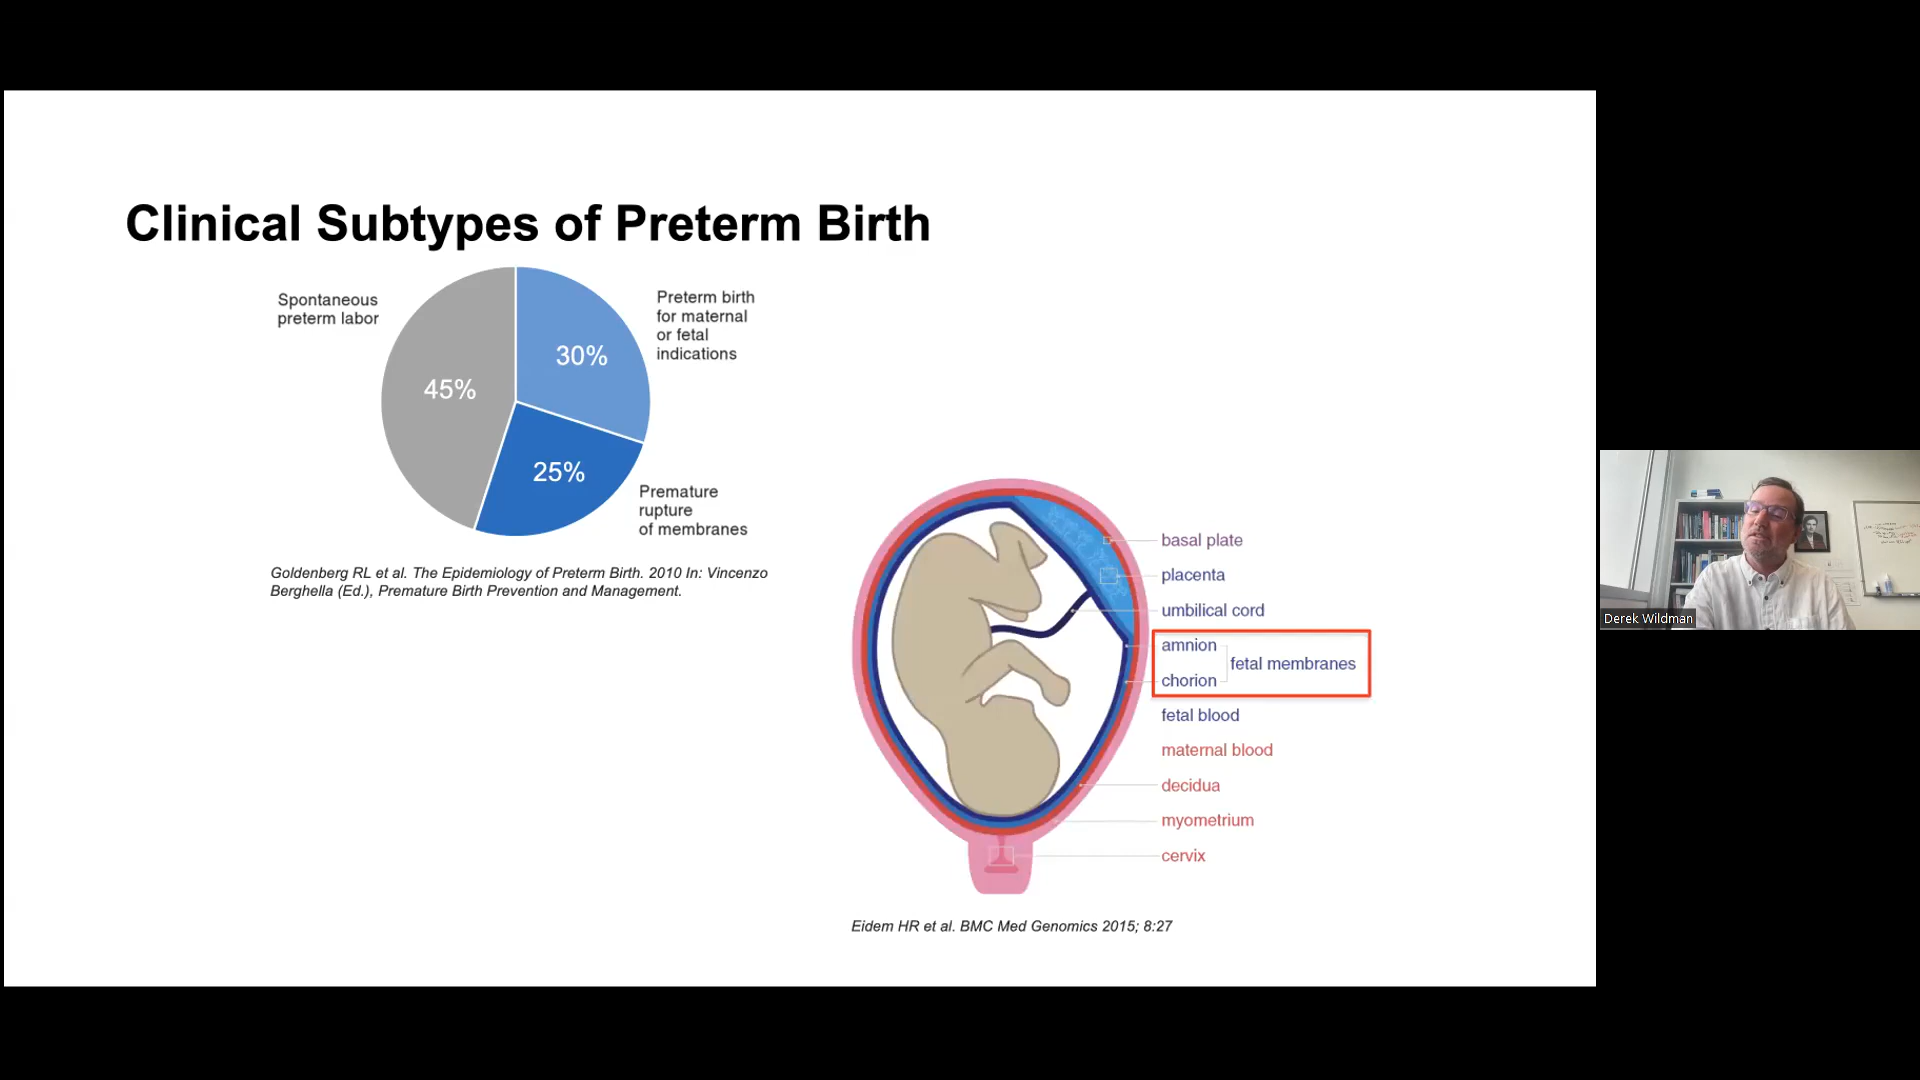 Clinical Subtypes of Preterm Birth
Spontaneous
preterm labor
45%
30%
25%
Preterm birth
for maternal
or fetal
indications
Premature
rupture
of membranes
Goldenberg RL et al. The Epidemiology of Preterm Birth. 2010 In: Vincenzo
Berghella (Ed.), Premature Birth Prevention and Management.
basal plate
placenta
umbilical cord
amnion
fetal membranes
chorion
fetal blood
maternal blood
decidua
myometrium
cervix
Eidem HR et al. BMC Med Genomics 2015; 8:27
Derek Wildman